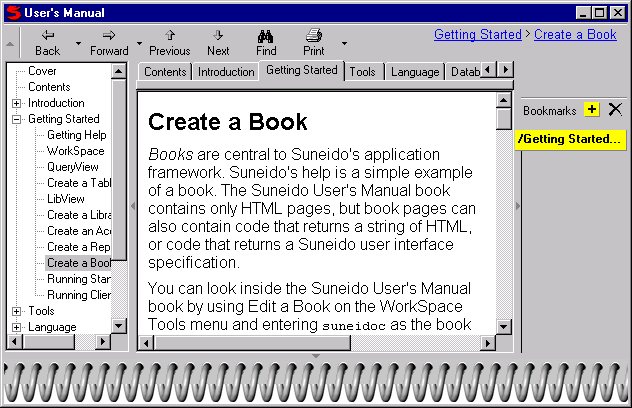 User's Manual
Back Forward Previous Next Find Print
Getting Started > Create a Book
Cover
Contents
Introduction
Getting Started
Getting Help
WorkSpace
QueryView
Create a Tabl
LibView
Create a Libra
Create an Acc
Create a Rep
Create a Bool
Running Stan
Running Clien
Tools
Language
Contents Introduction Getting Started Tools Language Datab
Create a Book
Books are central to Suneido's application
framework. Suneido's help is a simple example
of a book. The Suneido User's Manual book
contains only HTML pages, but book pages can
also contain code that returns a string of HTML,
or code that returns a Suneido user interface
specification.
You can look inside the Suneido User's Manual
book by using Edit a Book on the WorkSpace
Tools menu and entering suneidoc as the book
Bookmarks
/Getting Started...